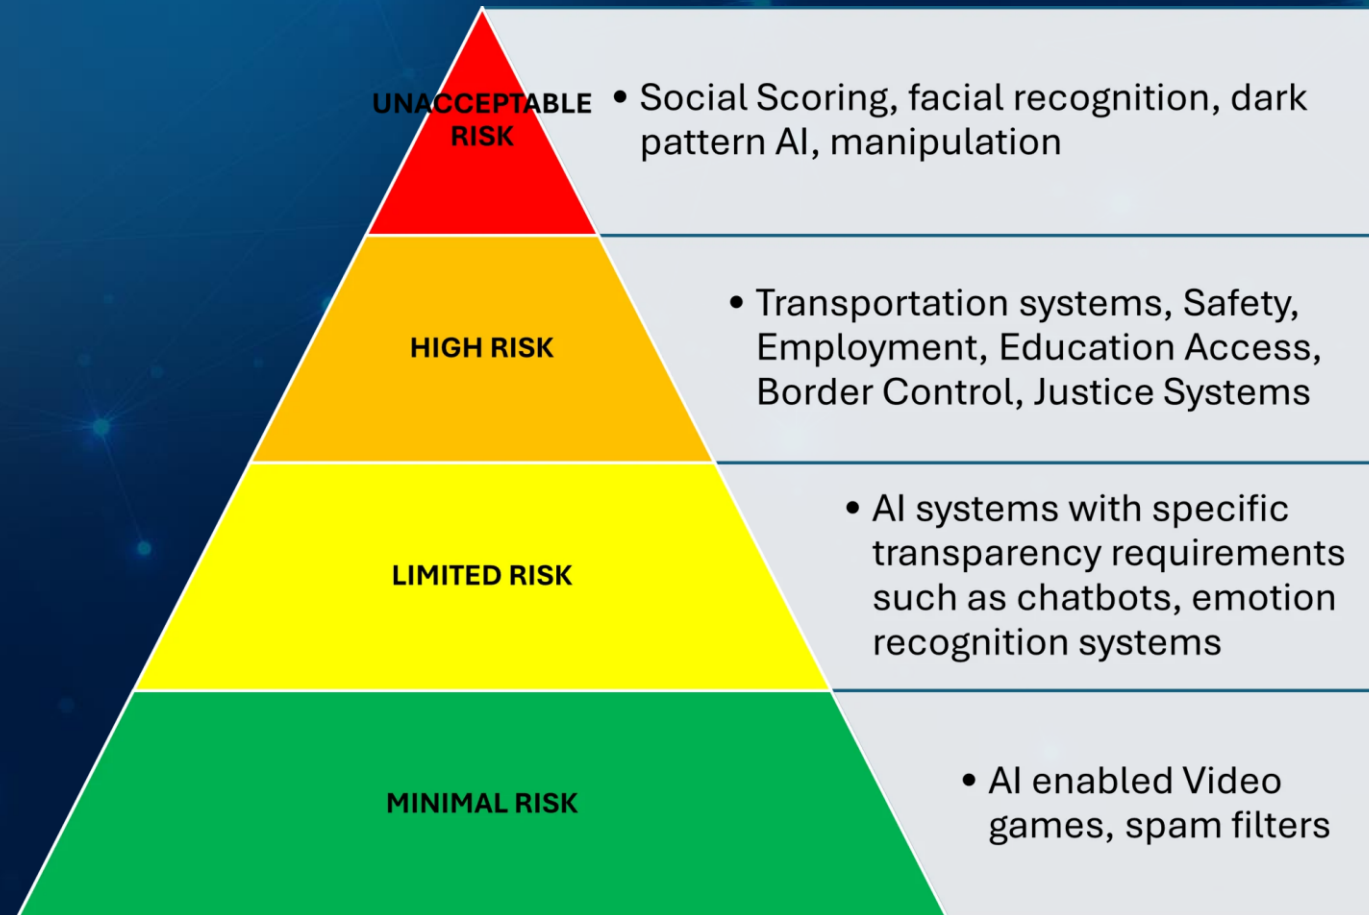 UNACCEPTABLE
RISK
• Social Scoring, facial recognition, dark
pattern AI, manipulation
HIGH RISK
• Transportation systems, Safety,
Employment, Education Access,
Border Control, Justice Systems
LIMITED RISK
• AI systems with specific
transparency requirements
such as chatbots, emotion
recognition systems
MINIMAL RISK
• AI enabled Video
games, spam filters